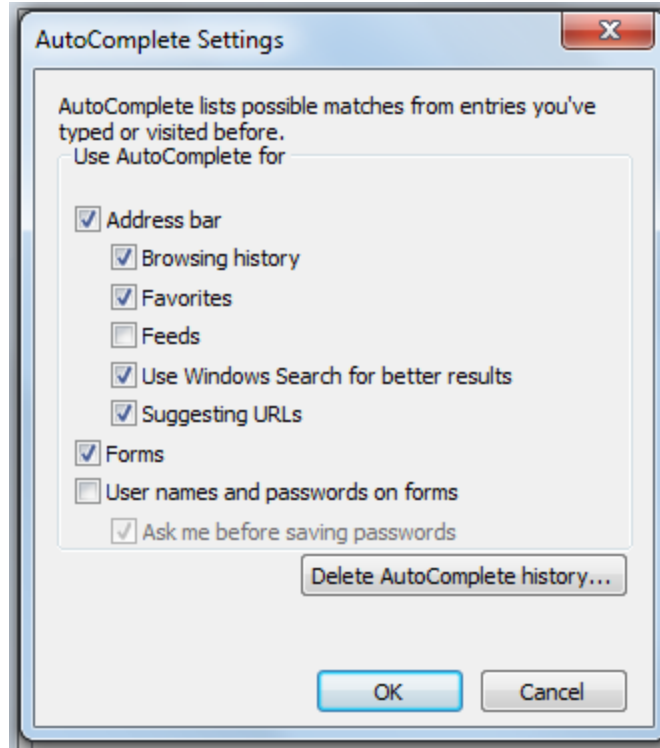 AutoComplete Settings
AutoComplete lists possible matches from entries you've
typed or visited before.
Use AutoComplete for
Address bar
Browsing history
Favorites
Feeds
Use Windows Search for better results
Suggesting URLs
Forms
User names and passwords on forms
Ask me before saving passwords
Delete AutoComplete history...
OK
Cancel